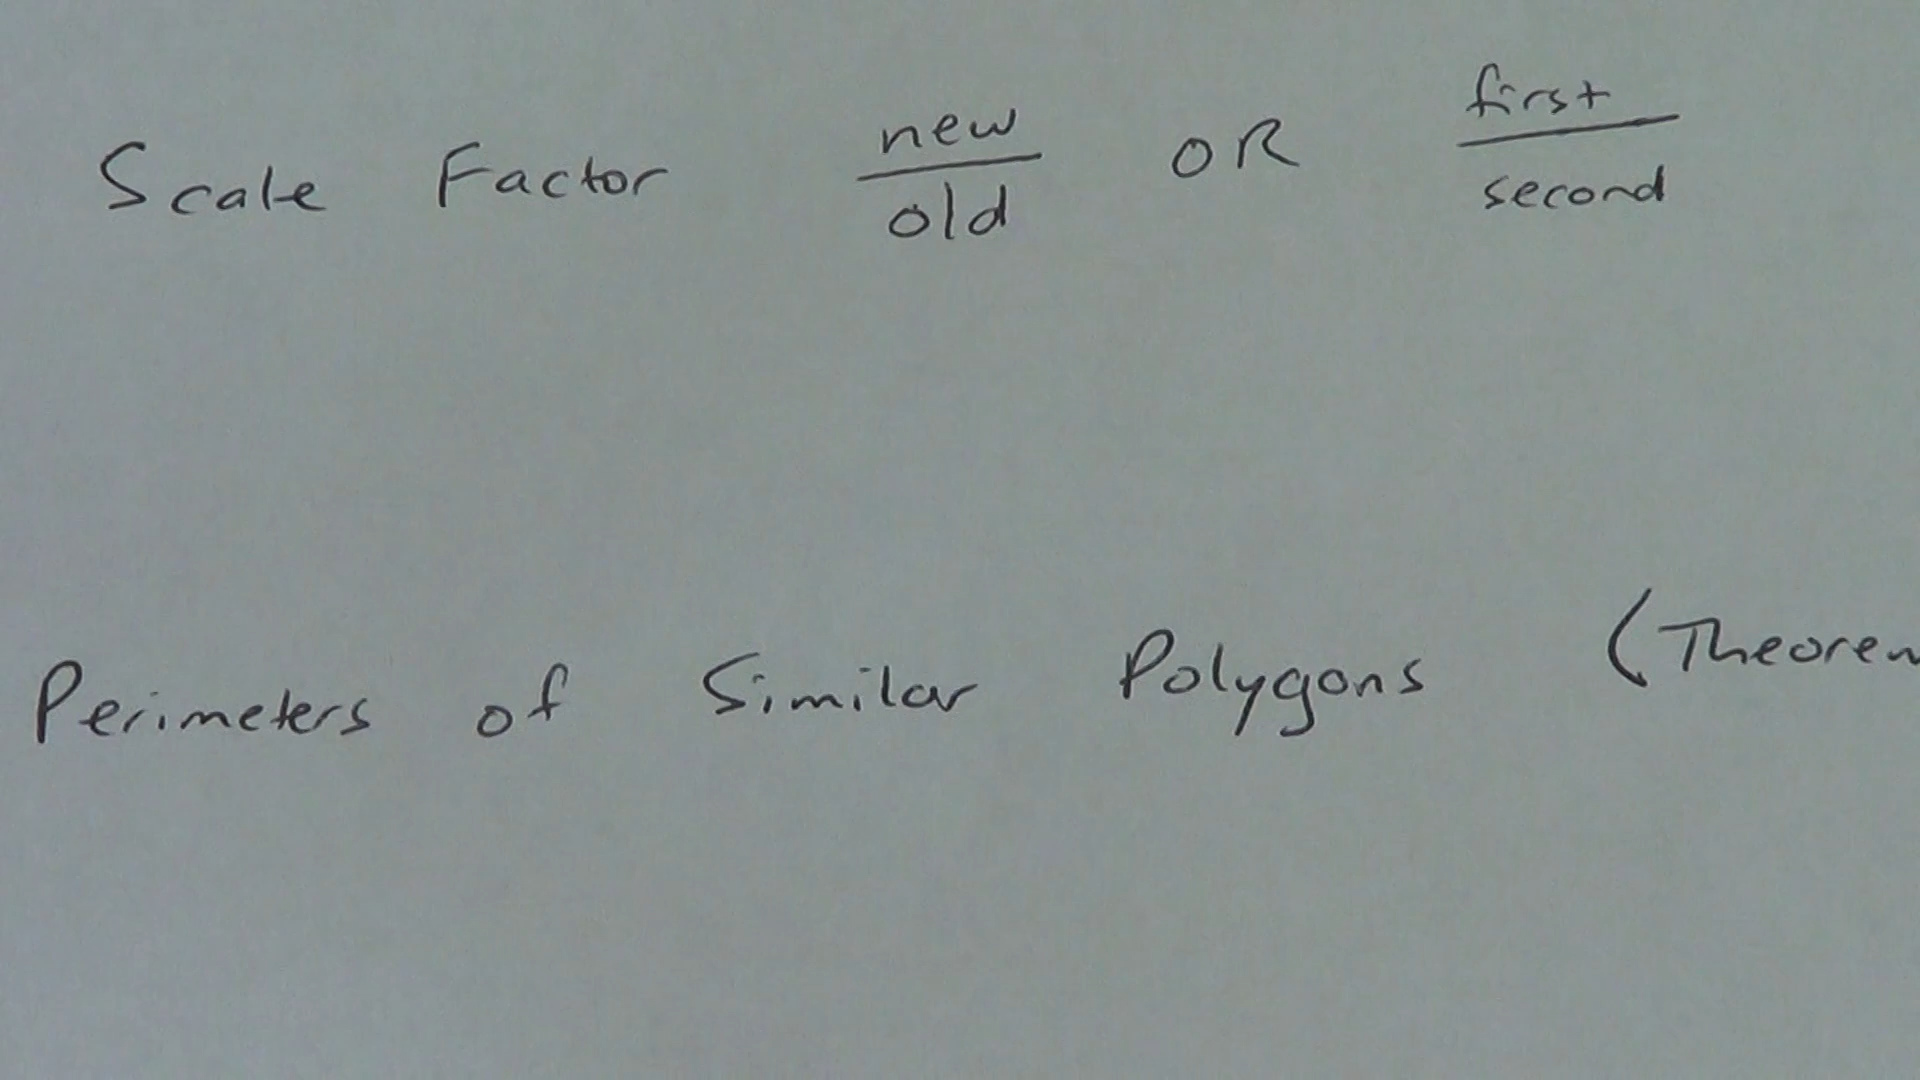 Scale Factor new/old OR first/second
Perimeters of Similar Polygons (Theorem